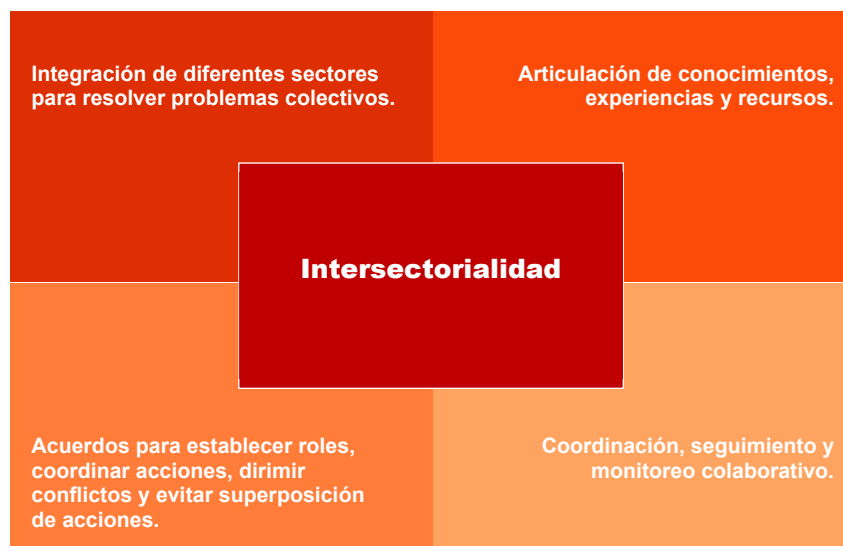 Integración de diferentes sectores
para resolver problemas colectivos.
Articulación de conocimientos,
experiencias y recursos.
Intersectorialidad
Acuerdos para establecer roles,
coordinar acciones, dirimir
conflictos y evitar superposición
de acciones.
Coordinación, seguimiento y
monitoreo colaborativo.